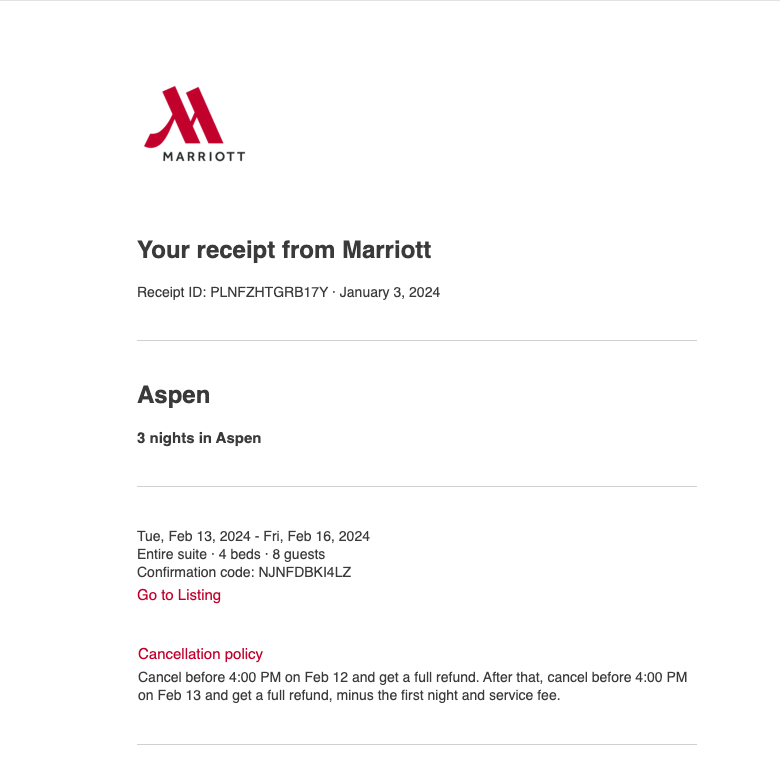 MARRIOTT
Your receipt from Marriott
Receipt ID: PLNFZHTGRB17Y · January 3, 2024
Aspen
3 nights in Aspen
Tue, Feb 13, 2024 - Fri, Feb 16, 2024
Entire suite · 4 beds · 8 guests
Confirmation code: NJNFDBKI4LZ
Go to Listing
Cancellation policy
Cancel before 4:00 PM on Feb 12 and get a full refund. After that, cancel before 4:00 PM
on Feb 13 and get a full refund, minus the first night and service fee.